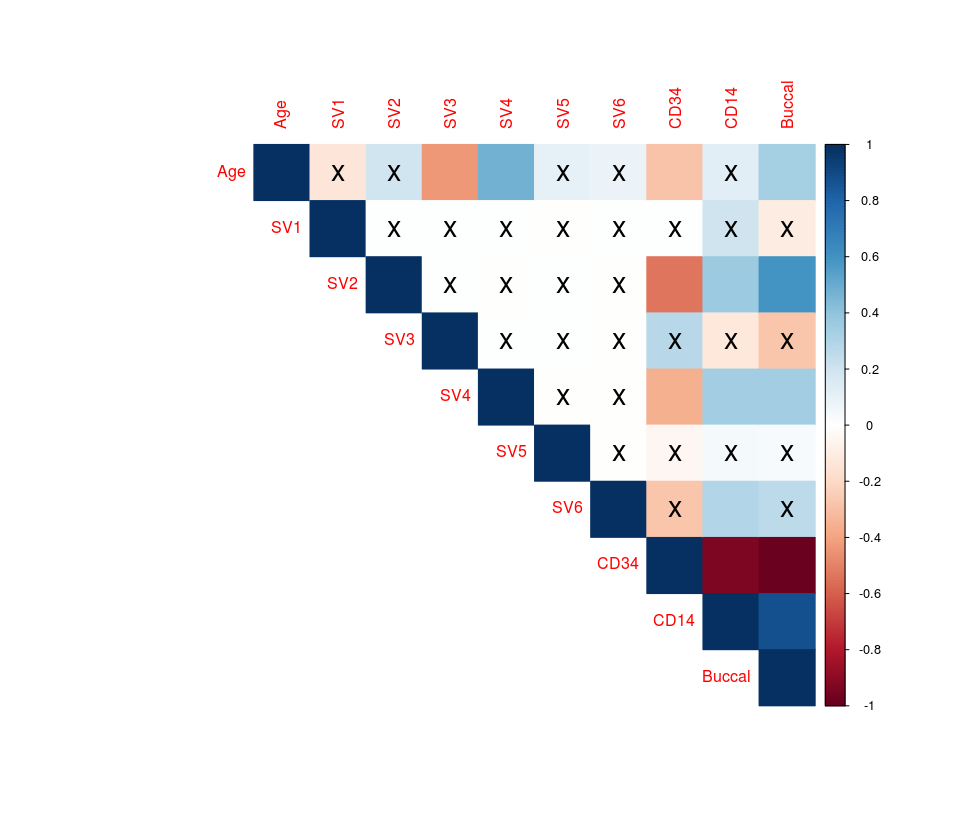 Age SV1 SV2 SV3 SV4 SV5 SV6 CD34 CD14 Buccal
Age X X X X X 1
SV1 X X X X X X X X 0.8
SV2 X X X X 0.6
SV3 X X X X X X 0.4
SV4 X X 0.2
SV5 X X X X 0
SV6 X X -0.2
CD34 -0.4
CD14 -0.6
Buccal -0.8
-1